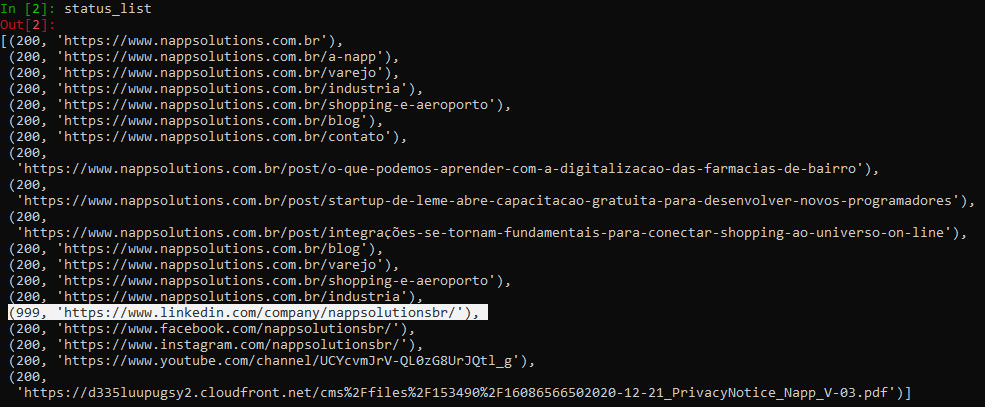 In [2]: status_list
Out[2]:
[(200, 'https://www.nappsolutions.com.br'),
(200, 'https://www.nappsolutions.com.br/a-napp'),
(200, 'https://www.nappsolutions.com.br/varejo'),
(200, 'https://www.nappsolutions.com.br/industria'),
(200, 'https://www.nappsolutions.com.br/shopping-e-aeroporto'),
(200, 'https://www.nappsolutions.com.br/blog'),
(200, 'https://www.nappsolutions.com.br/contato'),
(200,
'https://www.nappsolutions.com.br/post/o-que-podemos-aprender-com-a-digitalizacao-das-farmacias-de-bairro'),
(200,
'https://www.nappsolutions.com.br/post/startup-de-leme-abre-capacitacao-gratuita-para-desenvolver-novos-programadores'),
(200,
'https://www.nappsolutions.com.br/post/integrações-se-tornam-fundamentais-para-conectar-shopping-ao-universo-on-line'),
(200, 'https://www.nappsolutions.com.br/blog'),
(200, 'https://www.nappsolutions.com.br/varejo'),
(200, 'https://www.nappsolutions.com.br/shopping-e-aeroporto'),
(200, 'https://www.nappsolutions.com.br/industria'),
(999, 'https://www.linkedin.com/company/nappsolutionsbr/'),
(200, 'https://www.facebook.com/nappsolutionsbr/'),
(200, 'https://www.instagram.com/nappsolutionsbr/'),
(200, 'https://www.youtube.com/channel/UCYcvmJrV-QL0zG8UrJQtl_g'),
(200,
'https://d335luupugsy2.cloudfront.net/cms%2Ffiles%2F153490%2F16086566502020-12-21_PrivacyNotice_Napp_V-03.pdf')]